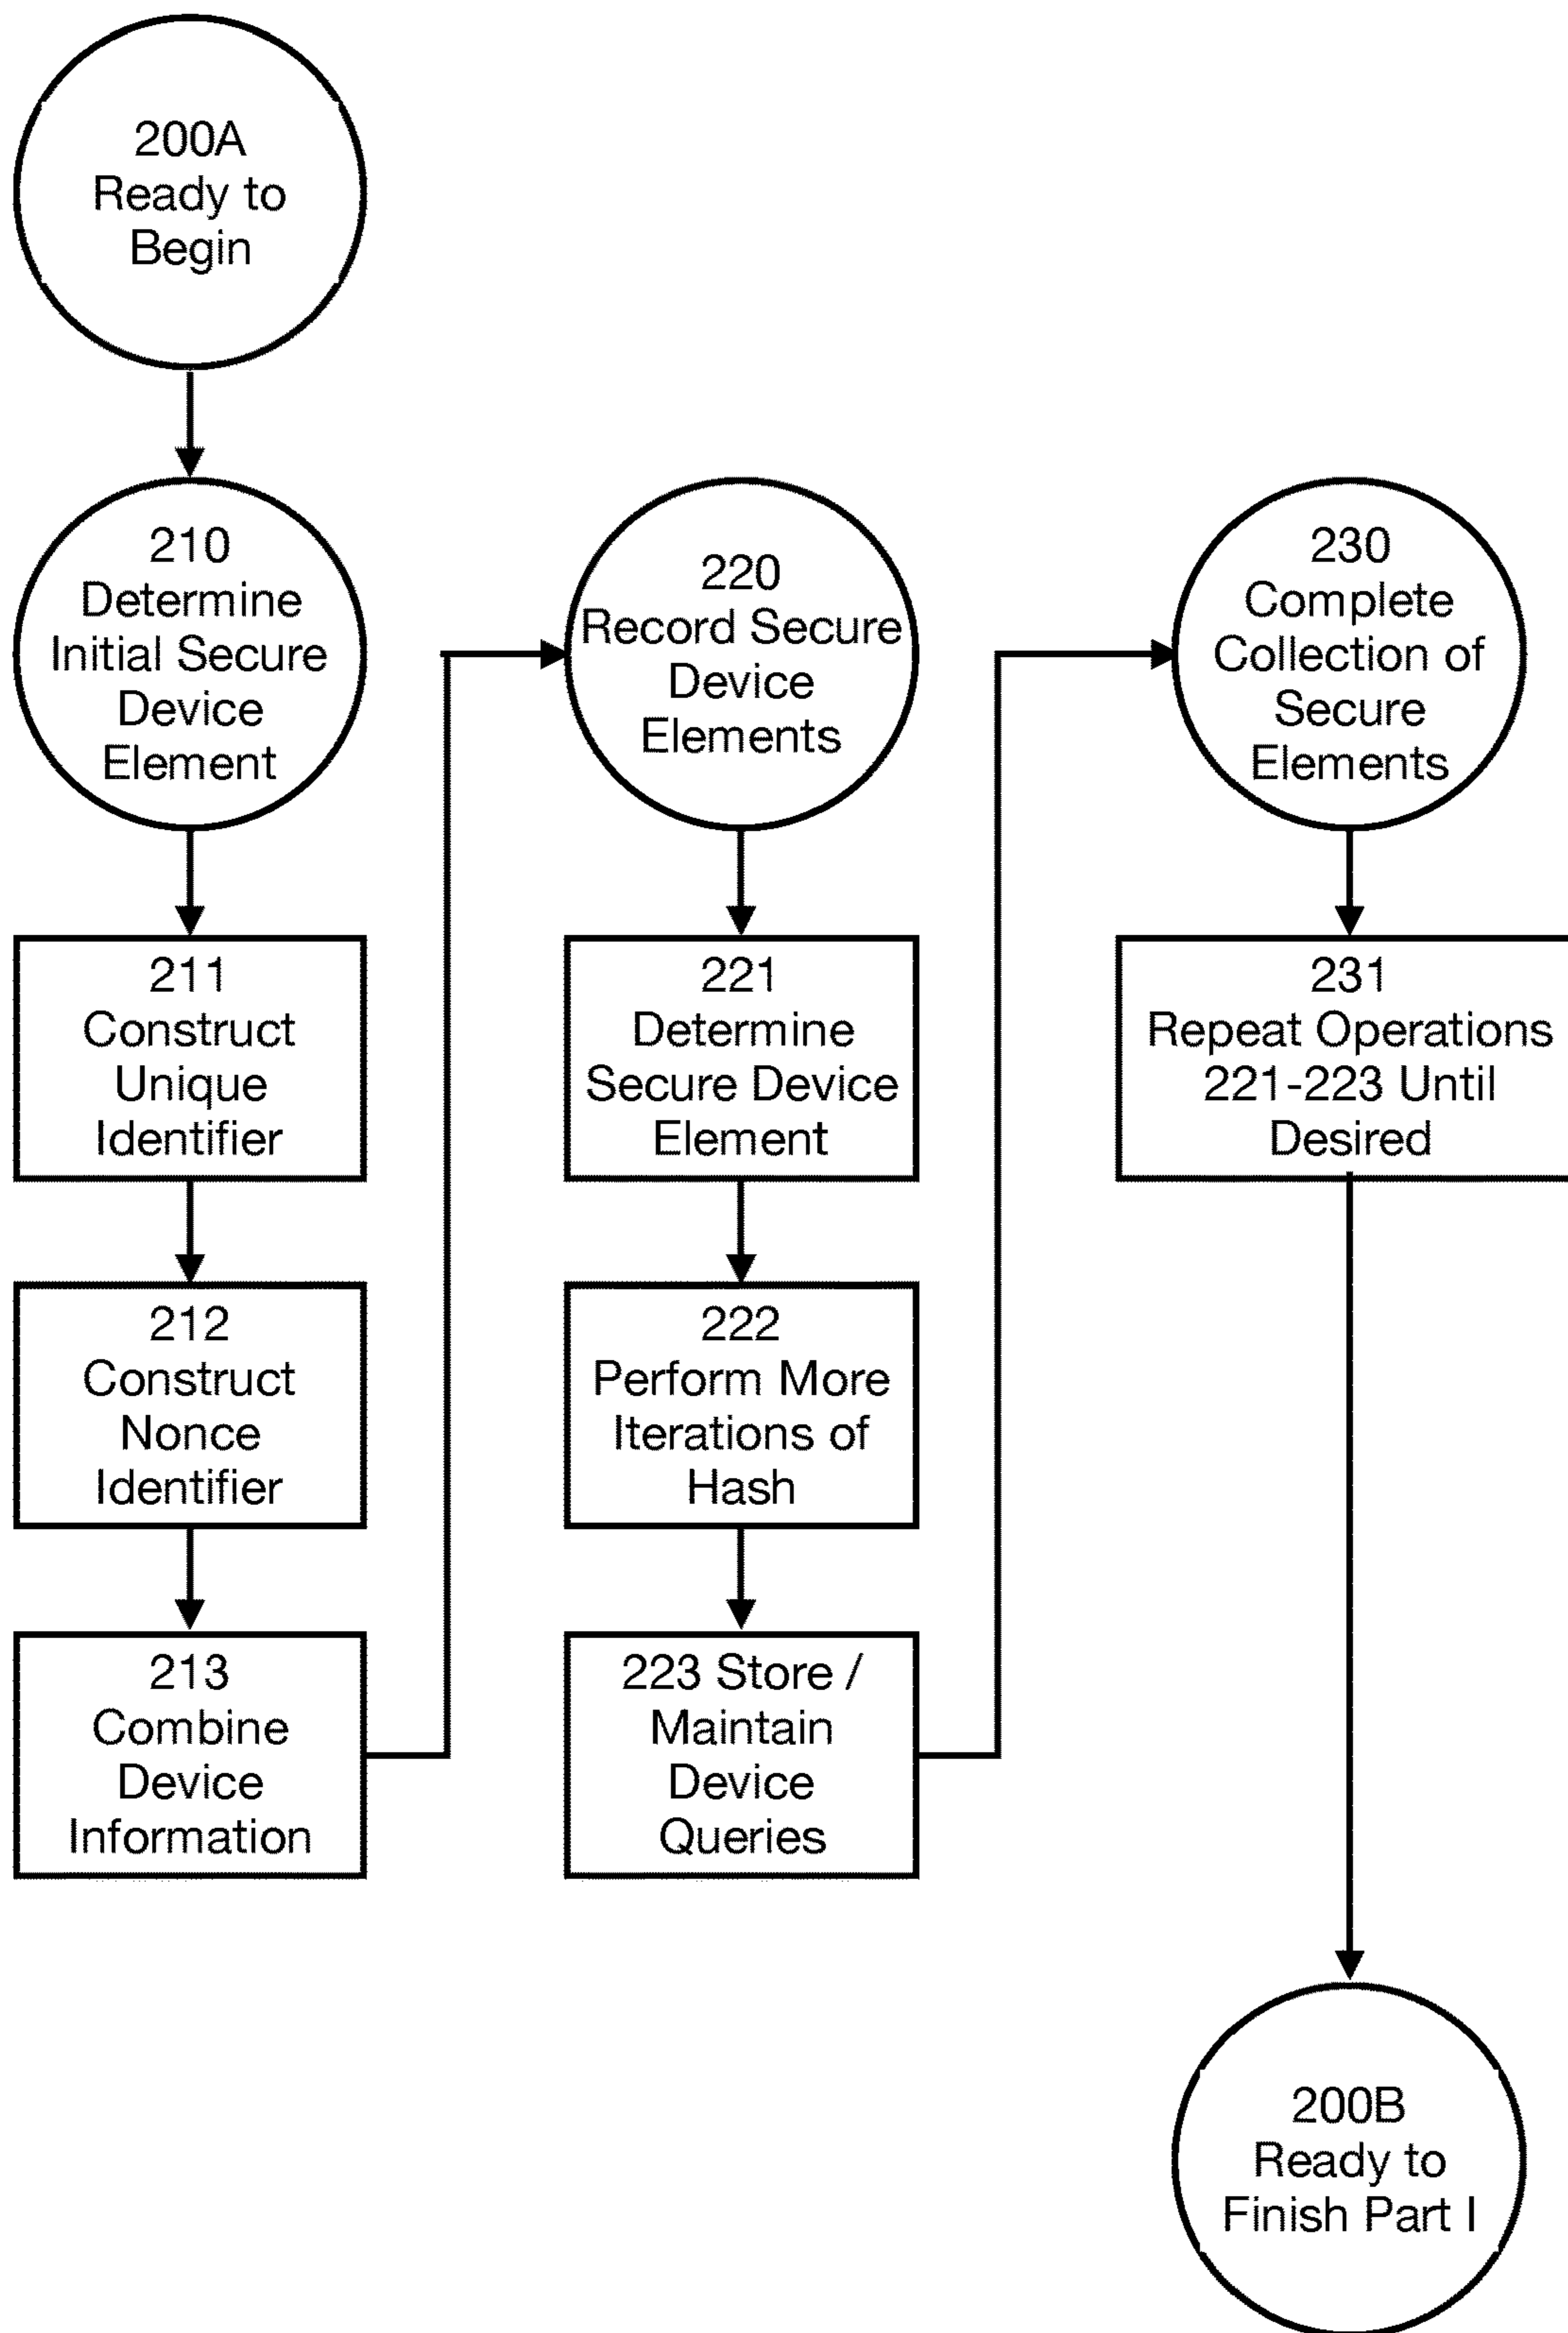 200A
Ready to
Begin
210
Determine
Initial Secure
Device
Element
211
Construct
Unique
Identifier
212
Construct
Nonce
Identifier
213
Combine
Device
Information
220
Record Secure
Device
Elements
221
Determine
Secure Device
Element
222
Perform More
Iterations of
Hash
223 Store /
Maintain
Device
Queries
230
Complete
Collection of
Secure
Elements
231
Repeat Operations
221-223 Until
Desired
200B
Ready to
Finish Part I